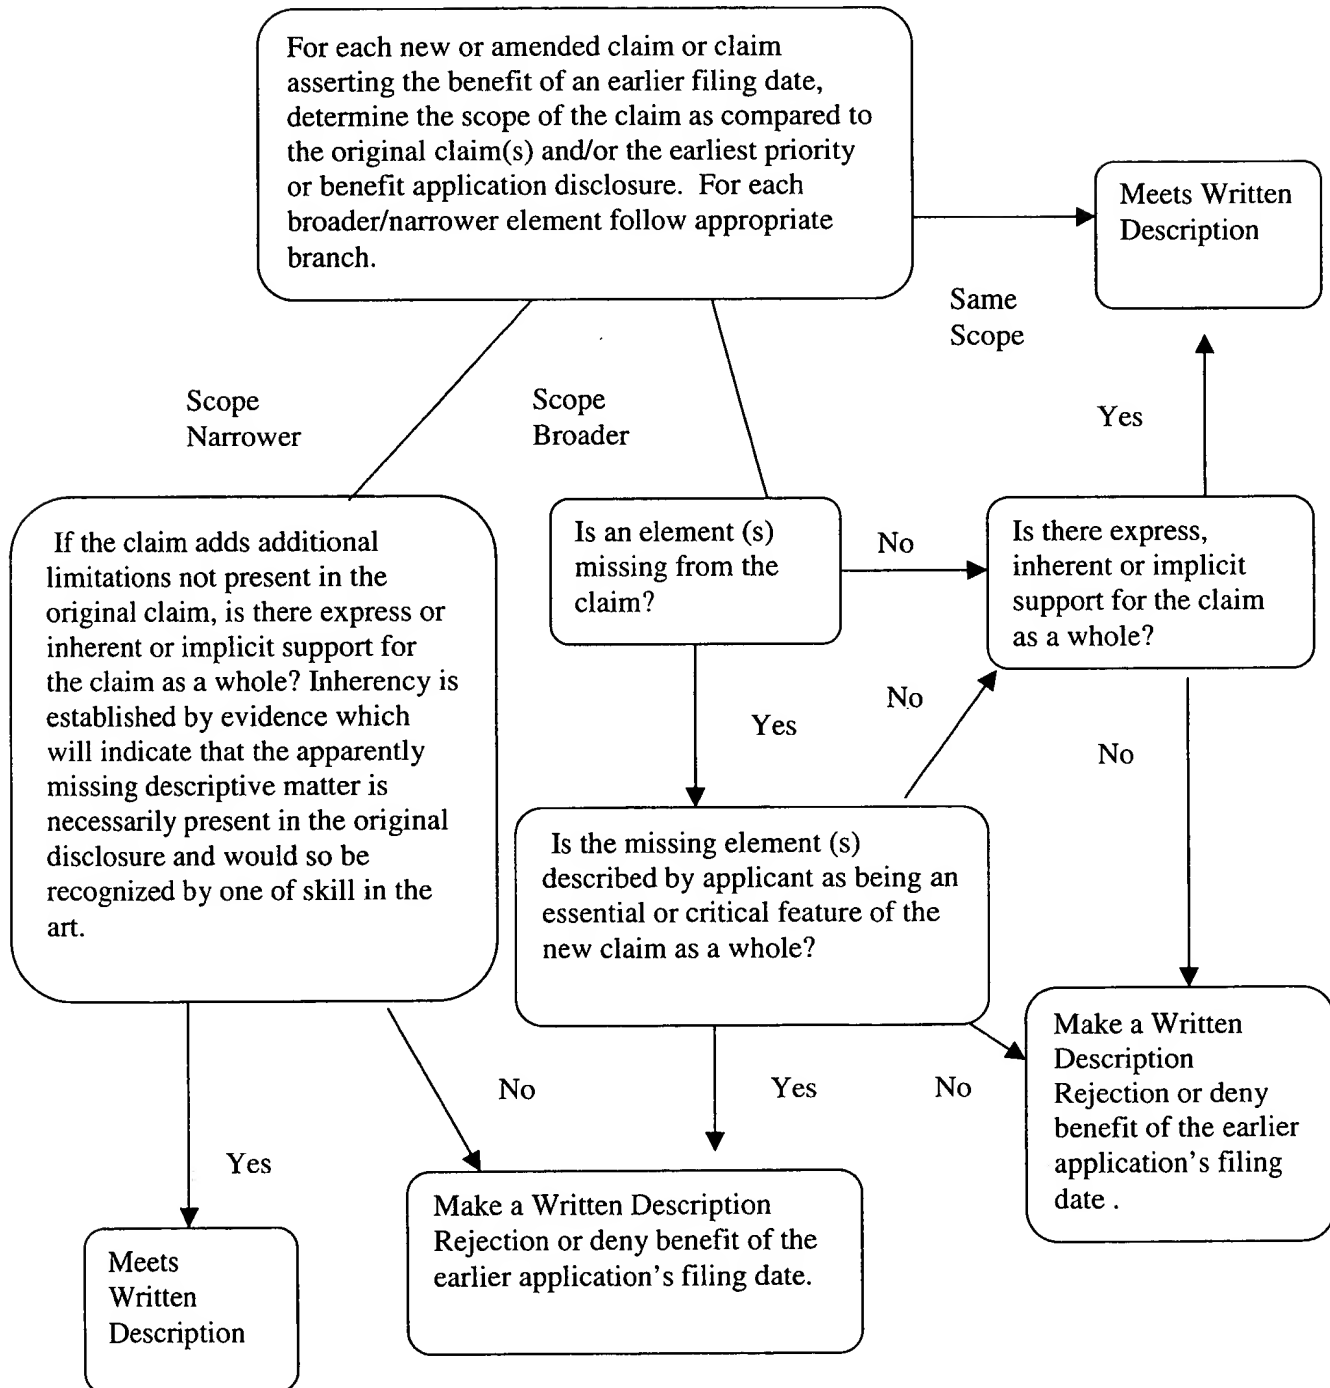 For each new or amended claim or claim
asserting the benefit of an earlier filing date,
determine the scope of the claim as compared to
the original claim(s) and/or the earliest priority
or benefit application disclosure. For each
broader/narrower element follow appropriate
branch.
Meets Written
Description
Same
Scope
Scope
Narrower
Scope
Broader
Yes
If the claim adds additional
limitations not present in the
original claim, is there express or
inherent or implicit support for
the claim as a whole? Inherency is
established by evidence which
will indicate that the apparently
missing descriptive matter is
necessarily present in the original
disclosure and would so be
recognized by one of skill in the
art.
Is an element (s)
missing from the
claim?
No
Is there express,
inherent or implicit
support for the claim
as a whole?
Yes
No
No
Is the missing element (s)
described by applicant as being an
essential or critical feature of the
new claim as a whole?
Make a Written
Description
Rejection or deny
benefit of the earlier
application's filing
date .
No
Yes
No
Yes
Make a Written Description
Rejection or deny benefit of the
earlier application's filing date.
Meets
Written
Description